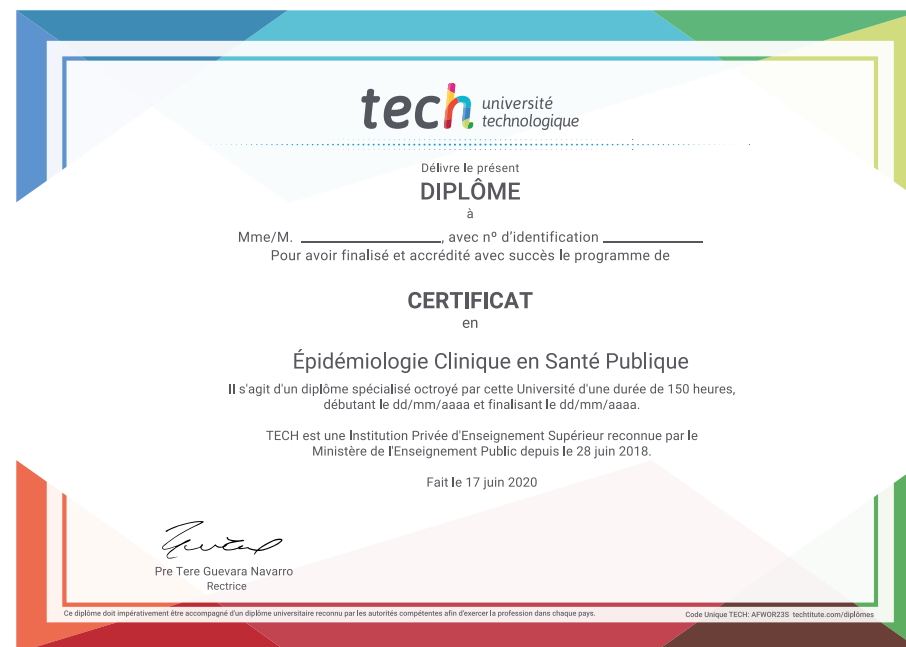 tech université
technologique
Délivre le présent
DIPLÔME
à
Mme/M. ____________________, avec nº d'identification ______________
Pour avoir finalisé et accrédité avec succès le programme de
CERTIFICAT
en
Épidémiologie Clinique en Santé Publique
Il s'agit d'un diplôme spécialisé octroyé par cette Université d'une durée de 150 heures,
débutant le dd/mm/aaaa et finalisant le dd/mm/aaaa.
TECH est une Institution Privée d'Enseignement Supérieur reconnue par le
Ministère de l'Enseignement Public depuis le 28 juin 2018.
Fait le 17 juin 2020
Pre Tere Guevara Navarro
Rectrice
Ce diplôme doit impérativement être accompagné d'un diplôme universitaire reconnu par les autorités compétentes afin d'exercer la profession dans chaque pays.
Code Unique TECH: AFWOR23S techtitute.com/diplômes